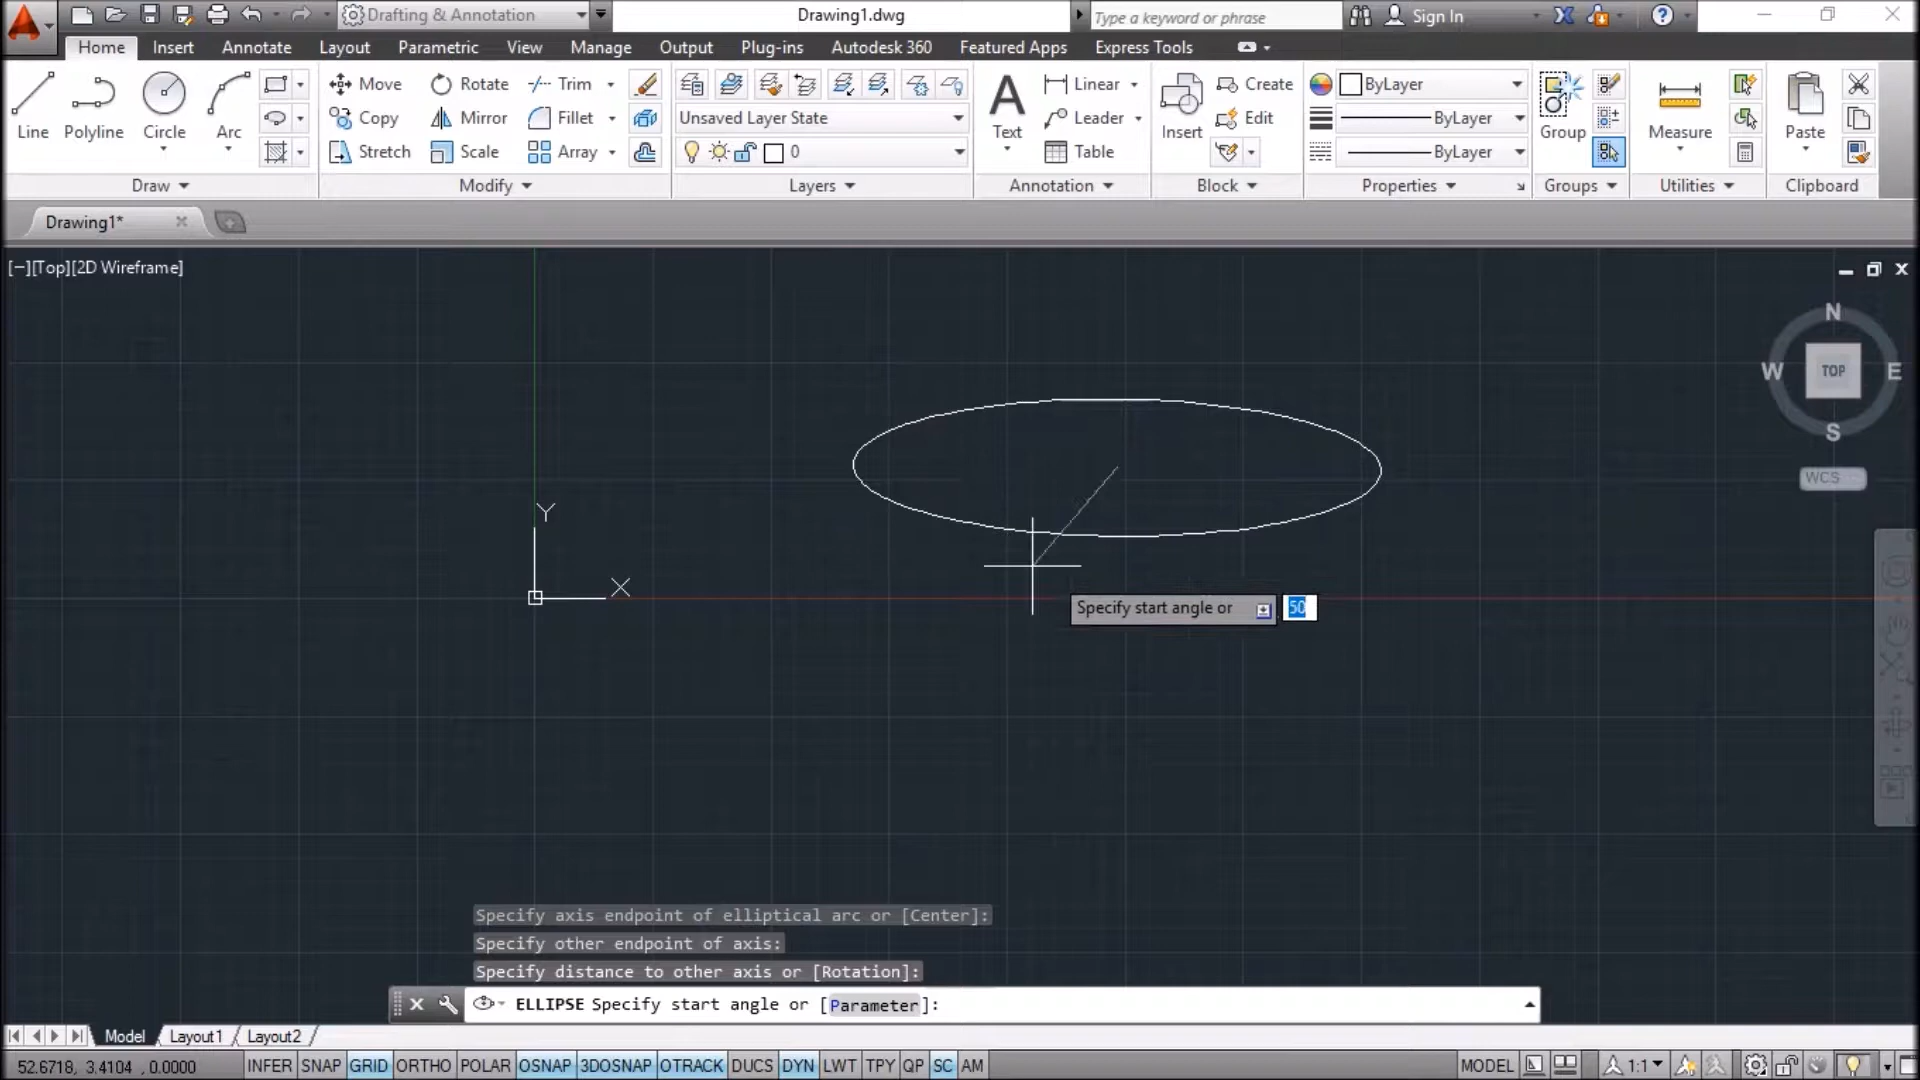 Drafting & Annotation
Drawing1.dwg
Type a keyword or phrase
Sign In
Home Insert Annotate Layout Parametric View Manage Output Plug-ins Autodesk 360 Featured Apps Express Tools
Line Polyline Circle Arc
Move Rotate Trim
Copy Mirror Fillet
Stretch Scale Array
Unsaved Layer State
0
Text
Linear
Leader
Table
Insert
Create
Edit
ByLayer
ByLayer
ByLayer
Group
Measure
Paste
Draw Modify Layers Annotation Block Properties Groups Utilities Clipboard
Drawing1*
[−][Top][2D Wireframe]
N
W TOP E
S
WCS
Y
X
Specify start angle or 50
Specify axis endpoint of elliptical arc or [Center]:
Specify other endpoint of axis:
Specify distance to other axis or [Rotation]:
ELLIPSE Specify start angle or [Parameter]:
Model Layout1 Layout2
52.6718, 3.4104 , 0.0000 INFER SNAP GRID ORTHO POLAR OSNAP 3DOSNAP OTRACK DUCS DYN LWT TPY QP SC AM MODEL 1:1